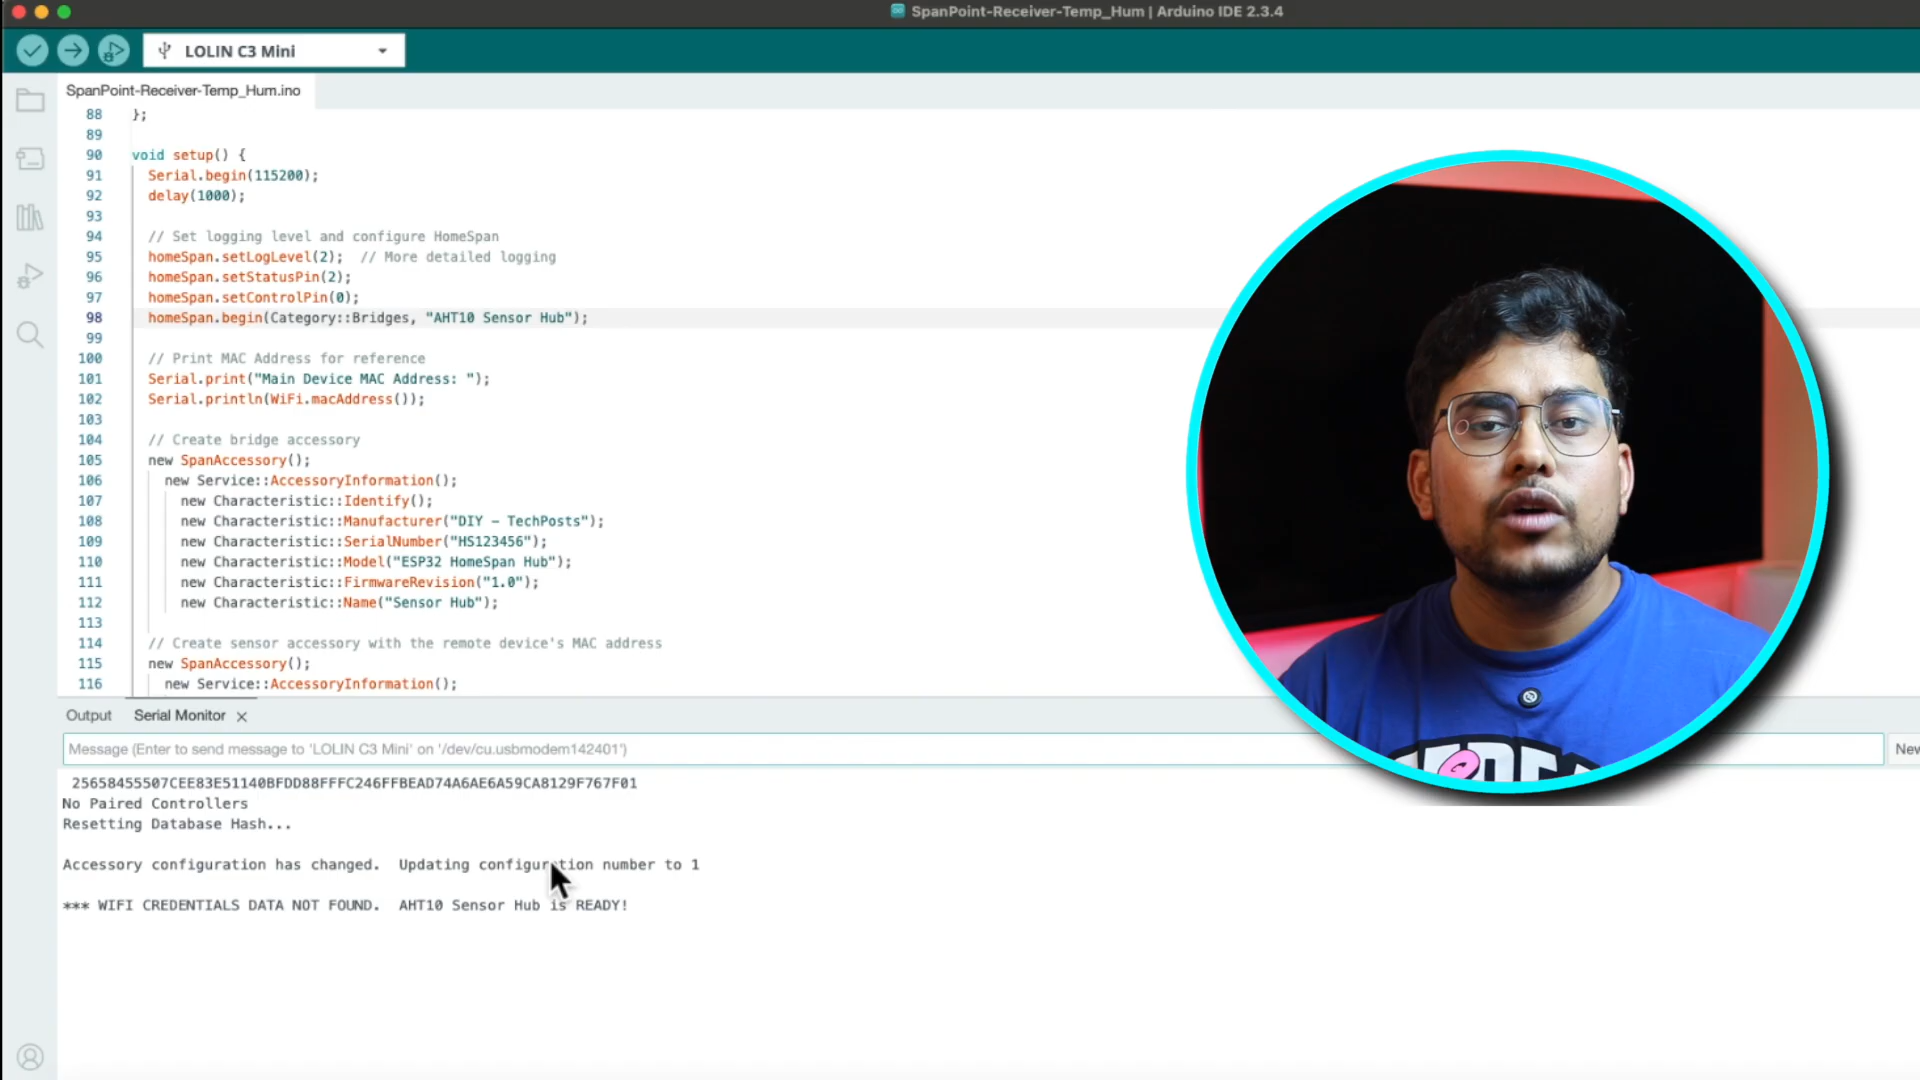 SpanPoint-Receiver-Temp_Hum | Arduino IDE 2.3.4
LOLIN C3 Mini
SpanPoint-Receiver-Temp_Hum.ino
88 };
89
90 void setup() {
91 Serial.begin(115200);
92 delay(1000);
93
94 // Set logging level and configure HomeSpan
95 homeSpan.setLogLevel(2); // More detailed logging
96 homeSpan.setStatusPin(2);
97 homeSpan.setControlPin(0);
98 homeSpan.begin(Category::Bridges, "AHT10 Sensor Hub");
99
100 // Print MAC Address for reference
101 Serial.print("Main Device MAC Address: ");
102 Serial.println(WiFi.macAddress());
103
104 // Create bridge accessory
105 new SpanAccessory();
106 new Service::AccessoryInformation();
107 new Characteristic::Identify();
108 new Characteristic::Manufacturer("DIY – TechPosts");
109 new Characteristic::SerialNumber("HS123456");
110 new Characteristic::Model("ESP32 HomeSpan Hub");
111 new Characteristic::FirmwareRevision("1.0");
112 new Characteristic::Name("Sensor Hub");
113
114 // Create sensor accessory with the remote device's MAC address
115 new SpanAccessory();
116 new Service::AccessoryInformation();
Output Serial Monitor
Message (Enter to send message to 'LOLIN C3 Mini' on '/dev/cu.usbmodem142401') New
25658455507CEE83E51140BFDD88FFFC246FFBEAD74A6AE6A59CA8129F767F01
No Paired Controllers
Resetting Database Hash...
Accessory configuration has changed. Updating configuration number to 1
*** WIFI CREDENTIALS DATA NOT FOUND. AHT10 Sensor Hub is READY!